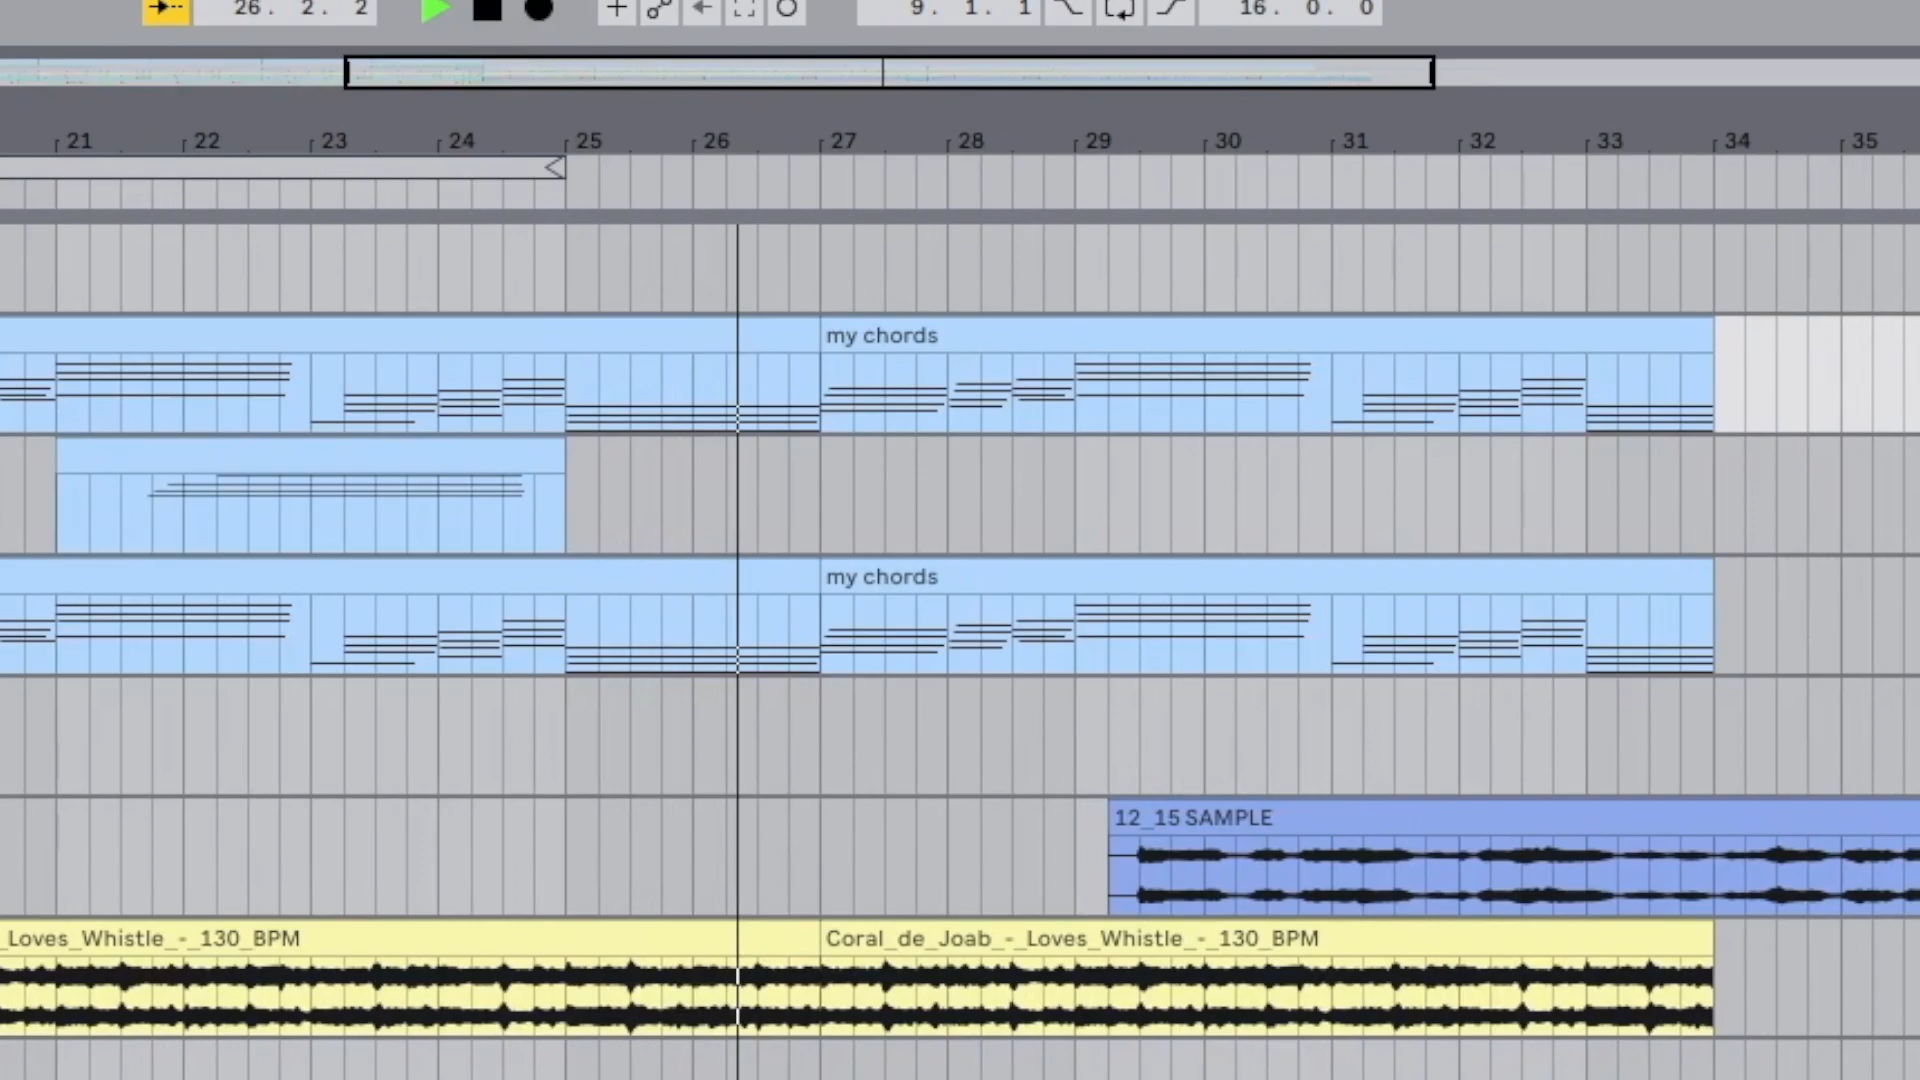 26. 2. 2 9. 1. 1 16. 0. 0
21 22 23 24 25 26 27 28 29 30 31 32 33 34 35
my chords
my chords
12_15 SAMPLE
_Loves_Whistle_-_130_BPM Coral_de_Joab_-_Loves_Whistle_-_130_BPM